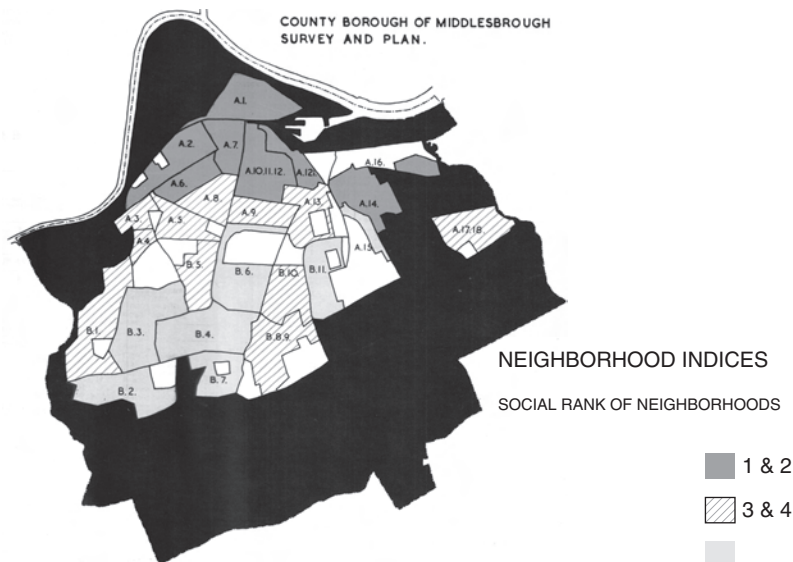 COUNTY BOROUGH OF MIDDLESBROUGH
SURVEY AND PLAN.
A.1.
A.2.
A.7.
A.10.11.12.
A.12.
A.16.
A.6.
A.8.
A.9.
A.13.
A.14.
A.3.
A.5.
A.4.
A.15.
A.17.18.
B.5.
B.6.
B.10.
B.11.
B.1.
B.3.
B.4.
B.8.9.
B.2.
B.7.
NEIGHBORHOOD INDICES
SOCIAL RANK OF NEIGHBORHOODS
1 & 2
3 & 4